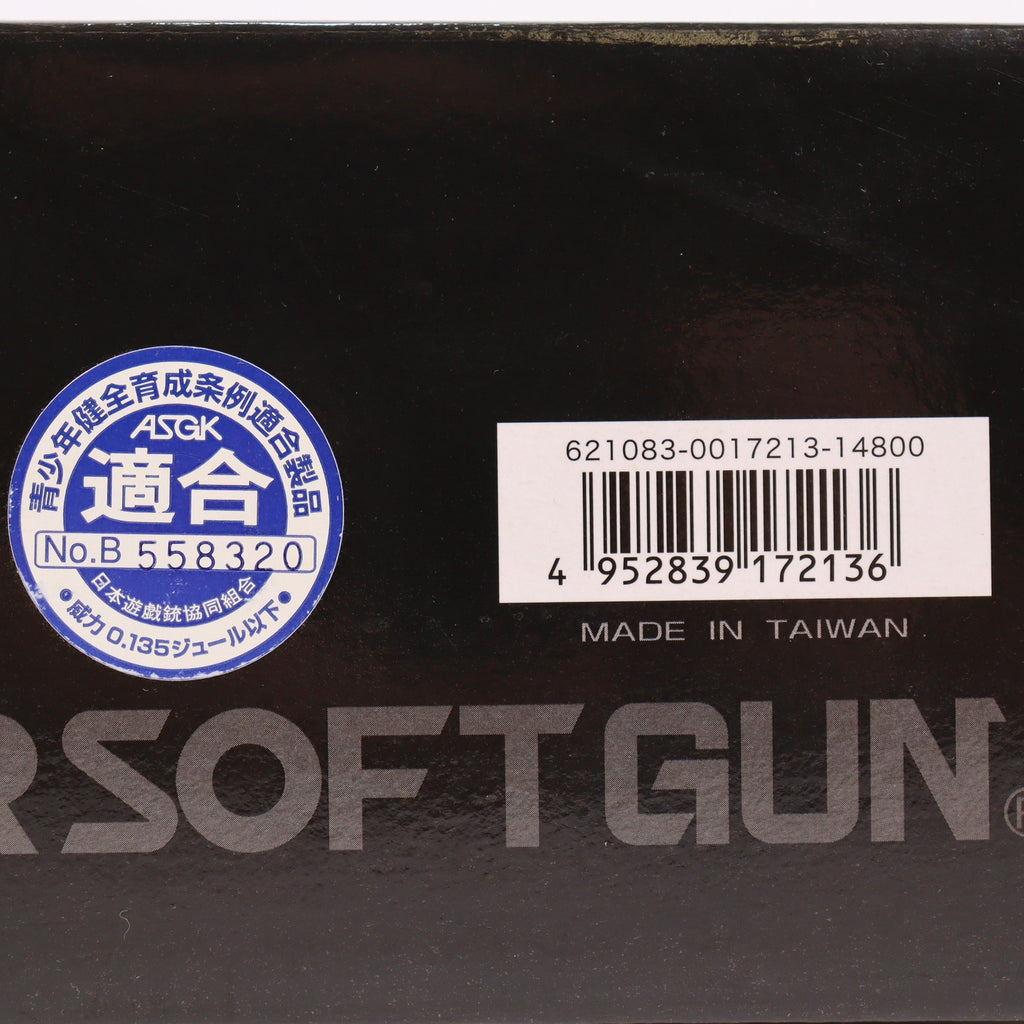 青少年健全育成条例適合製品
ASGK
適合
No.B 558320
日本遊戯銃協同組合
・威力0.135ジュール以下・
621083-0017213-14800
4 952839 172136
MADE IN TAIWAN
RSOFTGUN®